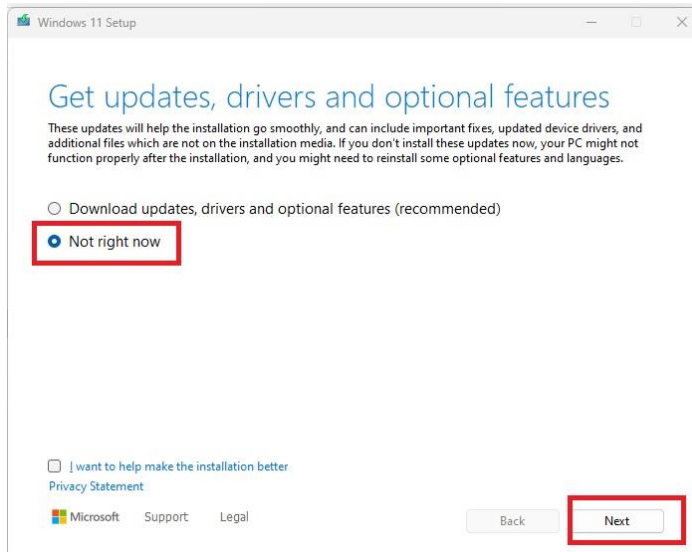 Windows 11 Setup
Get updates, drivers and optional features
These updates will help the installation go smoothly, and can include important fixes, updated device drivers, and
additional files which are not on the installation media. If you don't install these updates now, your PC might not
function properly after the installation, and you might need to reinstall some optional features and languages.
Download updates, drivers and optional features (recommended)
Not right now
I want to help make the installation better
Privacy Statement
Microsoft Support Legal Back Next